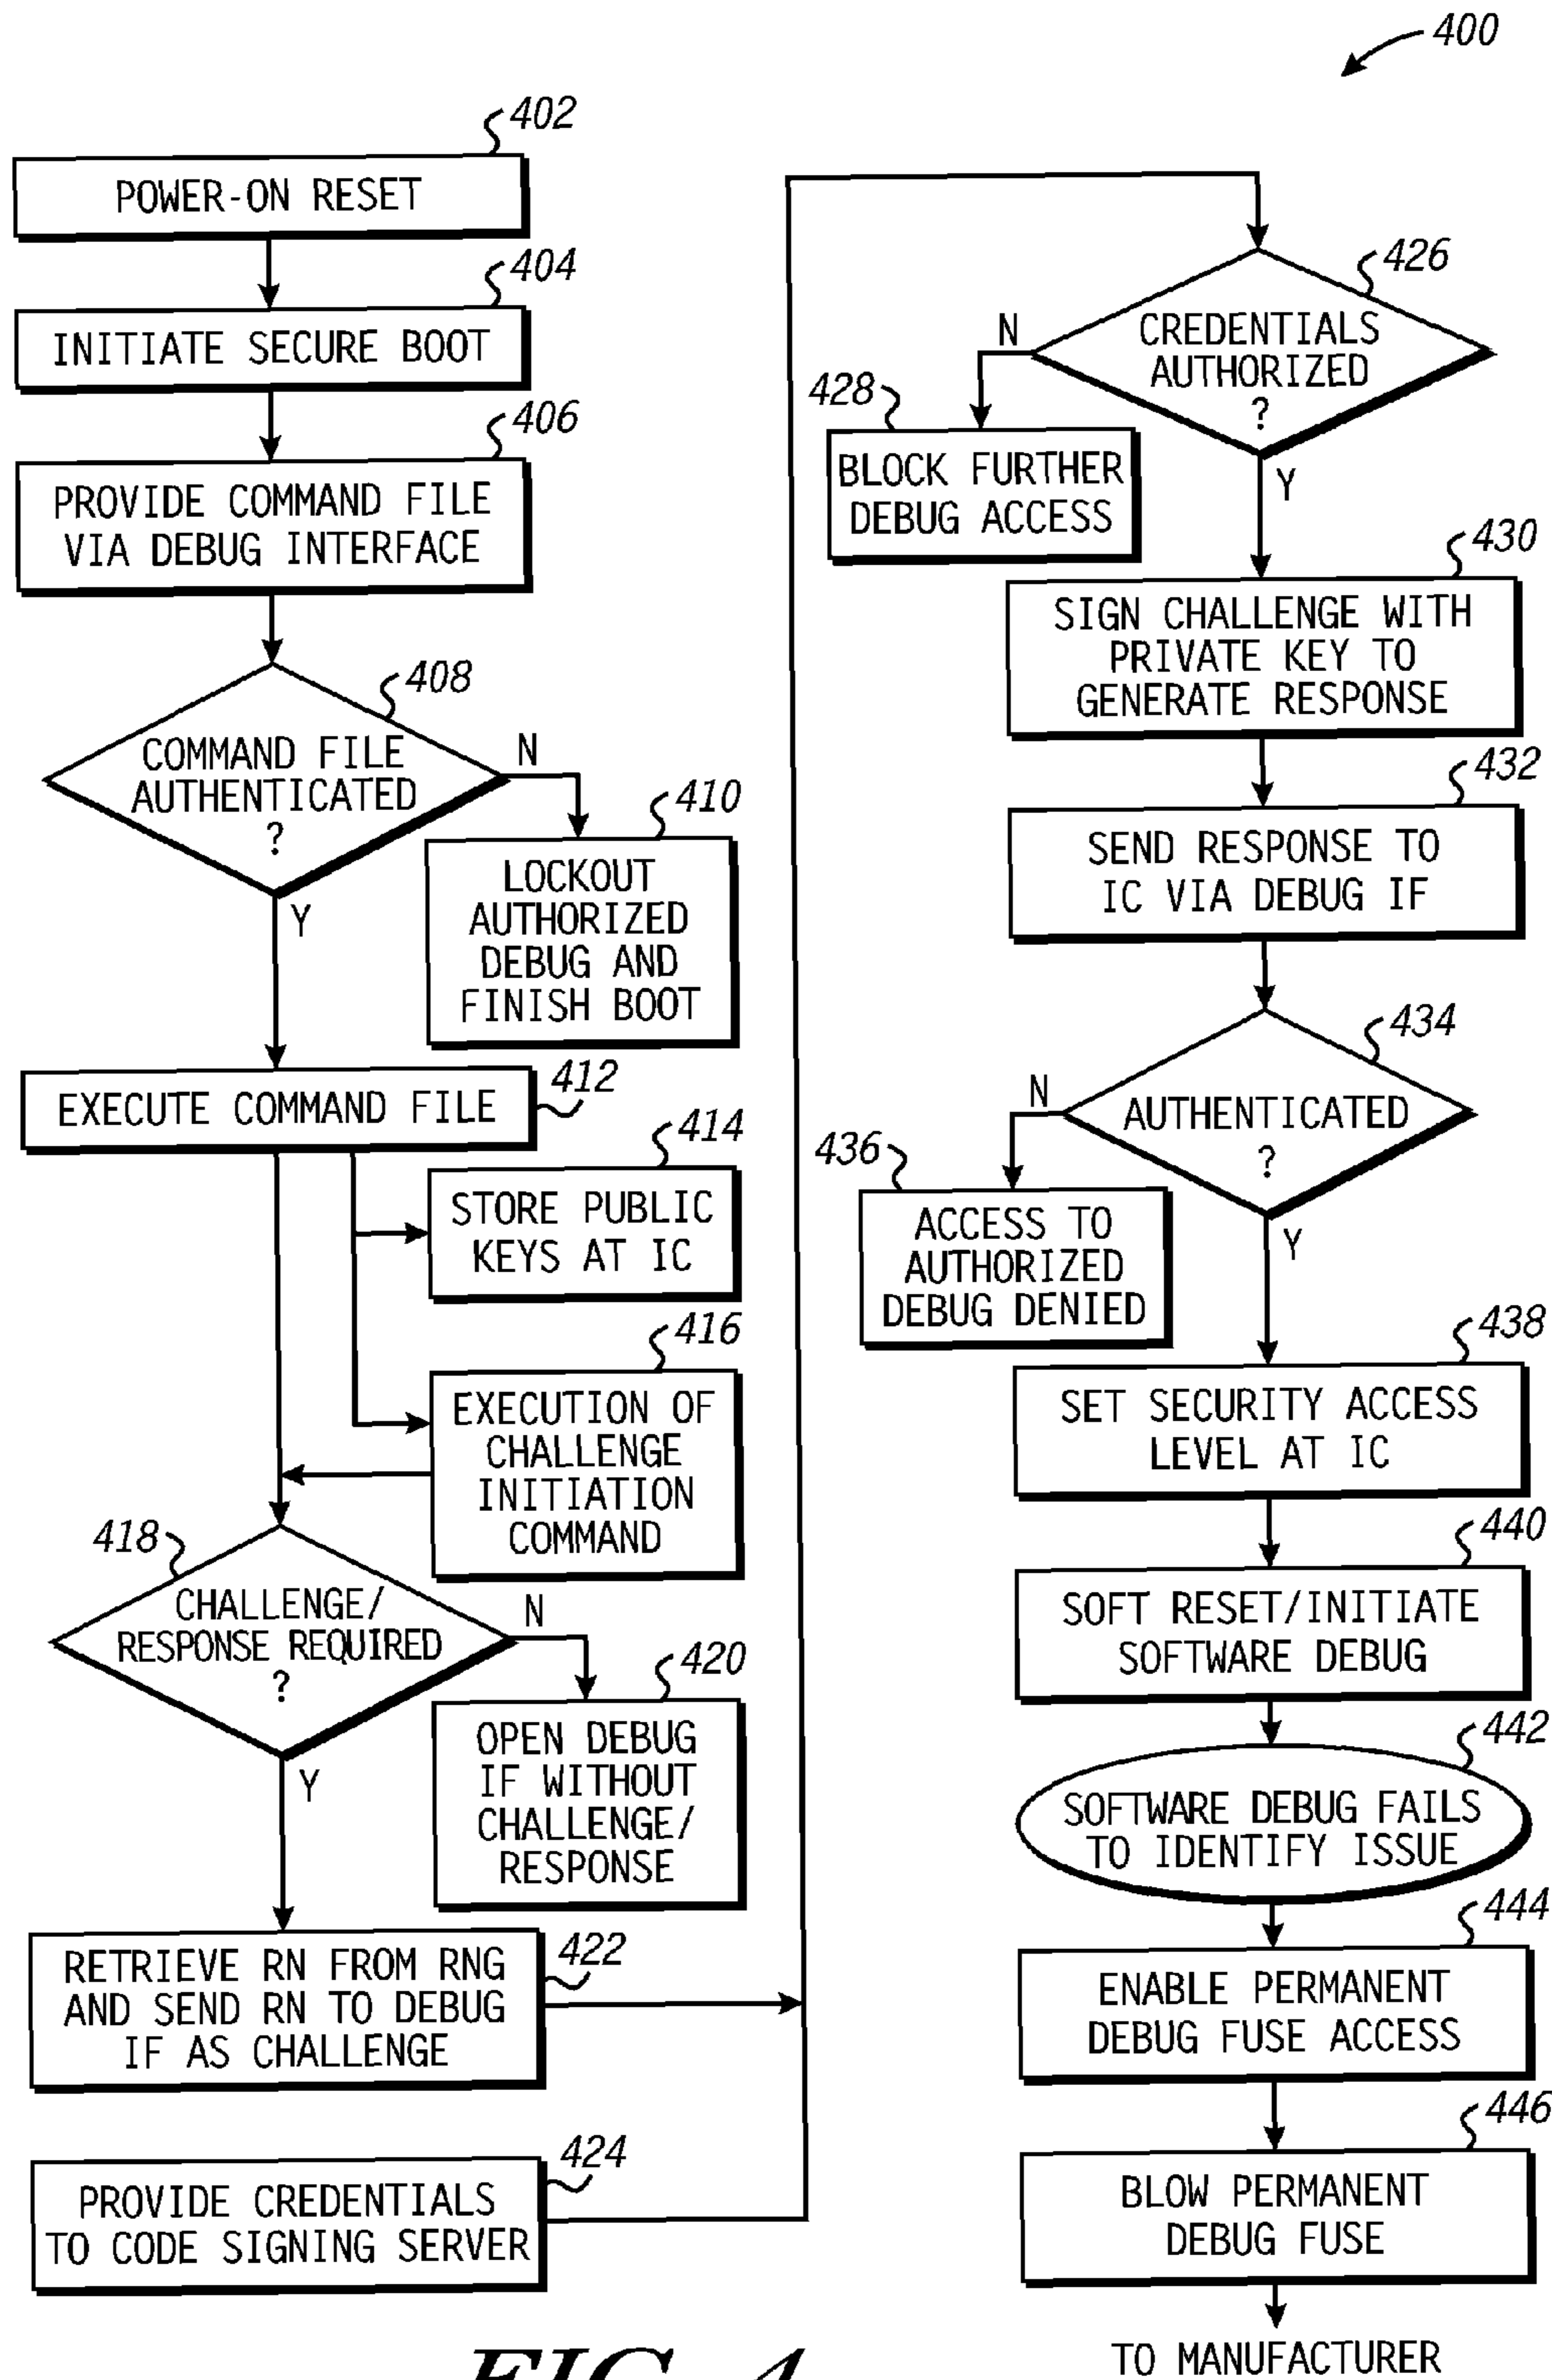 400
402
POWER-ON RESET
404
INITIATE SECURE BOOT
406
PROVIDE COMMAND FILE
VIA DEBUG INTERFACE
408
COMMAND FILE
AUTHENTICATED
?
N
Y
410
LOCKOUT
AUTHORIZED
DEBUG AND
FINISH BOOT
412
EXECUTE COMMAND FILE
414
STORE PUBLIC
KEYS AT IC
416
EXECUTION OF
CHALLENGE
INITIATION
COMMAND
418
CHALLENGE/
RESPONSE REQUIRED
?
N
Y
420
OPEN DEBUG
IF WITHOUT
CHALLENGE/
RESPONSE
422
RETRIEVE RN FROM RNG
AND SEND RN TO DEBUG
IF AS CHALLENGE
424
PROVIDE CREDENTIALS
TO CODE SIGNING SERVER
426
CREDENTIALS
AUTHORIZED
?
N
Y
428
BLOCK FURTHER
DEBUG ACCESS
430
SIGN CHALLENGE WITH
PRIVATE KEY TO
GENERATE RESPONSE
432
SEND RESPONSE TO
IC VIA DEBUG IF
434
AUTHENTICATED
?
N
Y
436
ACCESS TO
AUTHORIZED
DEBUG DENIED
438
SET SECURITY ACCESS
LEVEL AT IC
440
SOFT RESET/INITIATE
SOFTWARE DEBUG
442
SOFTWARE DEBUG FAILS
TO IDENTIFY ISSUE
444
ENABLE PERMANENT
DEBUG FUSE ACCESS
446
BLOW PERMANENT
DEBUG FUSE
TO MANUFACTURER
FIG. 4